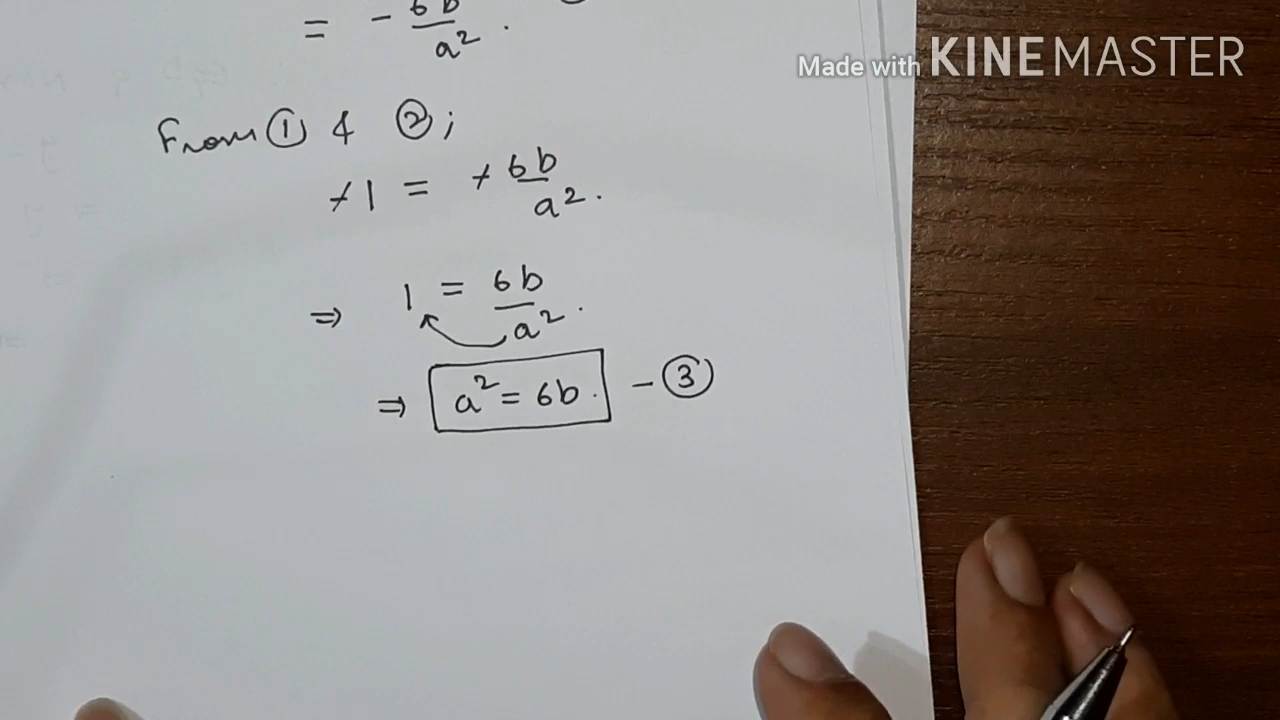 = - 6b/a².
Made with KINEMASTER
From ① & ②;
-1 = - 6b/a².
⇒ 1 = 6b/a².
⇒ a² = 6b. - ③